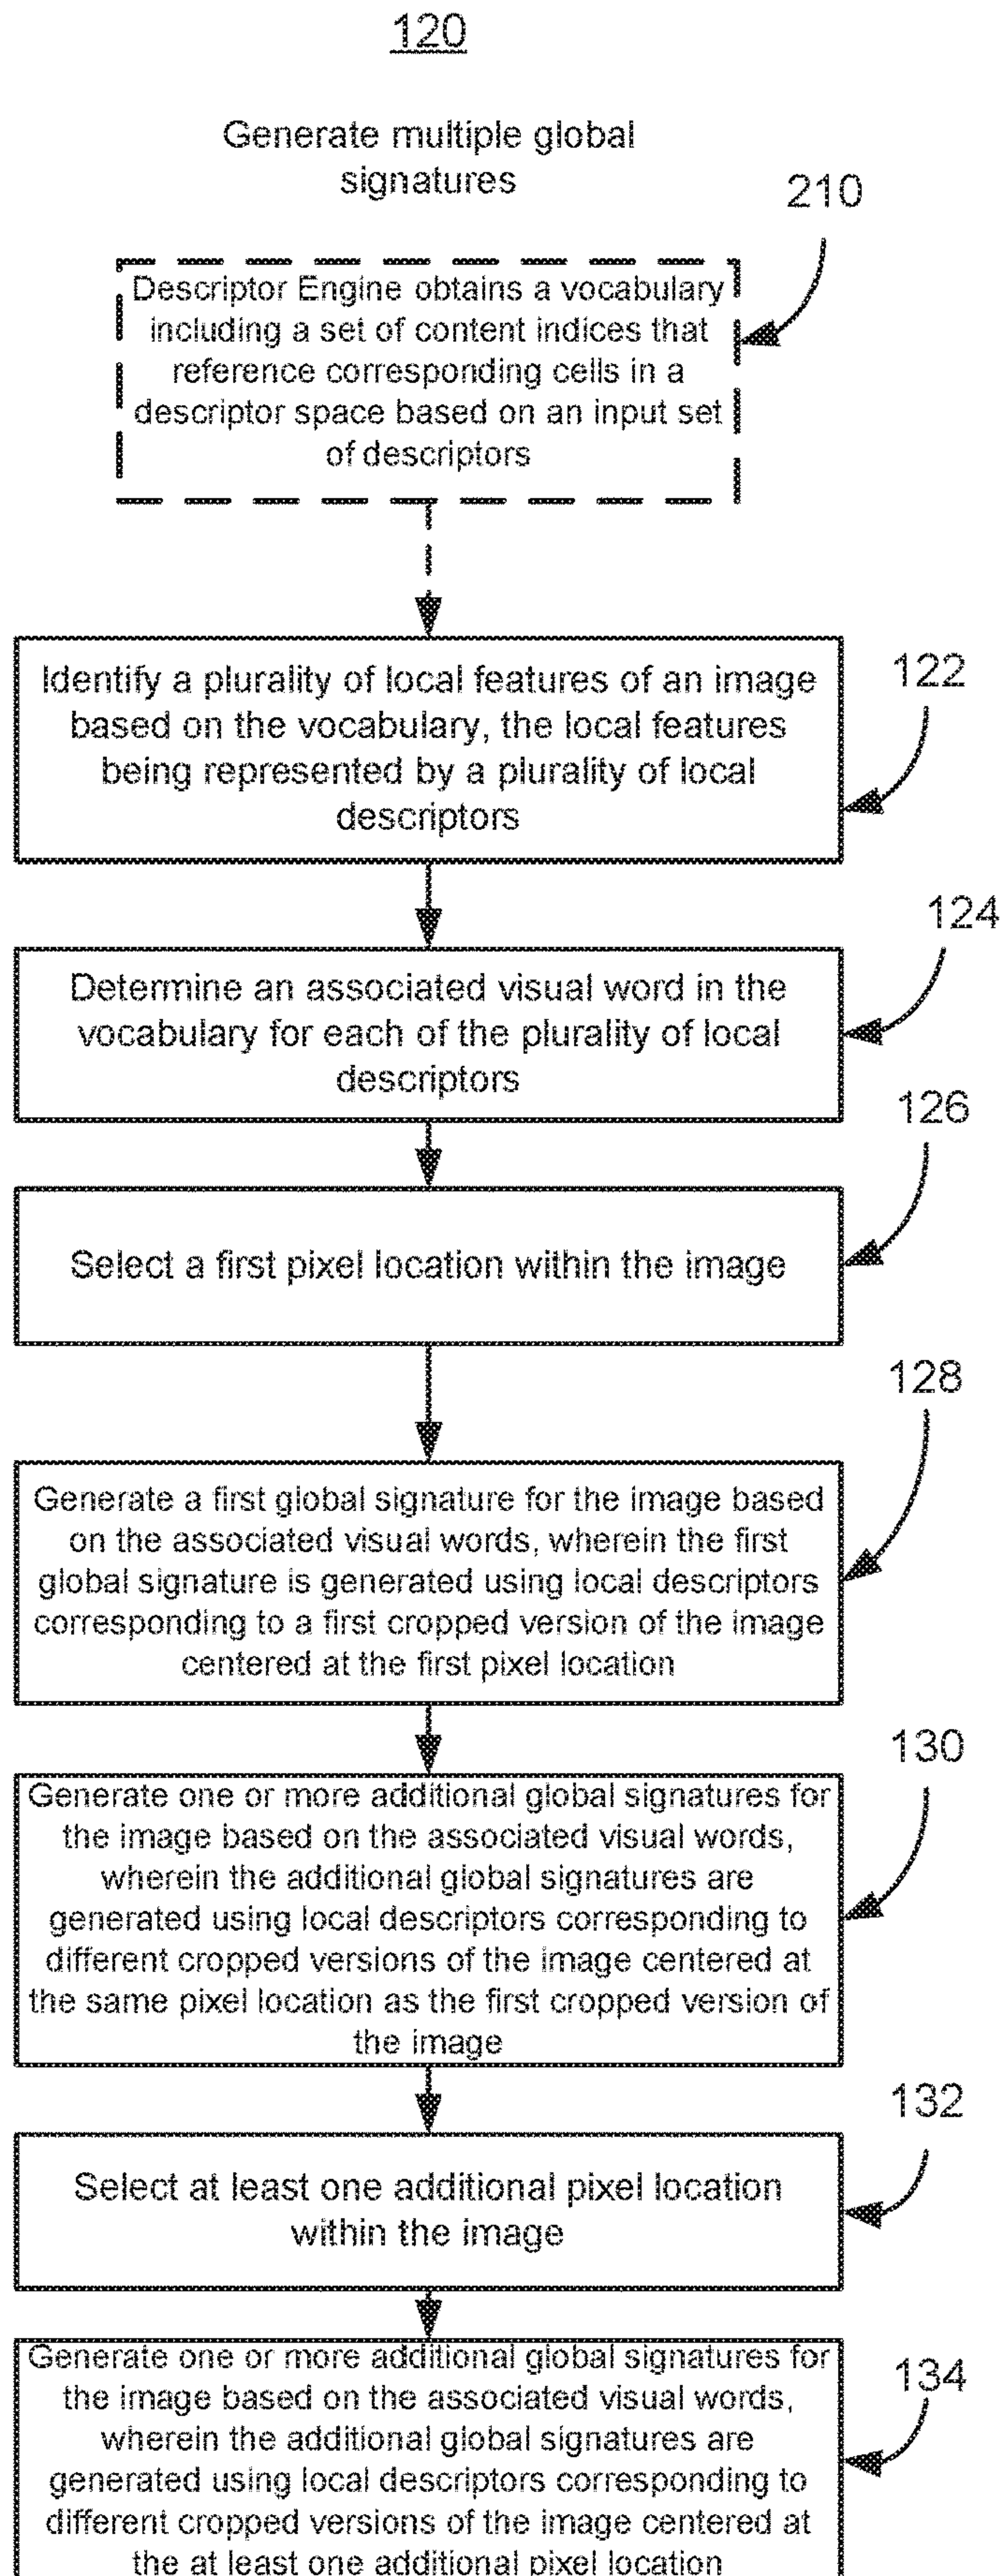 120
Generate multiple global
signatures
210
Descriptor Engine obtains a vocabulary
including a set of content indices that
reference corresponding cells in a
descriptor space based on an input set
of descriptors
122
Identify a plurality of local features of an image
based on the vocabulary, the local features
being represented by a plurality of local
descriptors
124
Determine an associated visual word in the
vocabulary for each of the plurality of local
descriptors
126
Select a first pixel location within the image
128
Generate a first global signature for the image based
on the associated visual words, wherein the first
global signature is generated using local descriptors
corresponding to a first cropped version of the image
centered at the first pixel location
130
Generate one or more additional global signatures for
the image based on the associated visual words,
wherein the additional global signatures are
generated using local descriptors corresponding to
different cropped versions of the image centered at
the same pixel location as the first cropped version of
the image
132
Select at least one additional pixel location
within the image
134
Generate one or more additional global signatures for
the image based on the associated visual words,
wherein the additional global signatures are
generated using local descriptors corresponding to
different cropped versions of the image centered at
the at least one additional pixel location